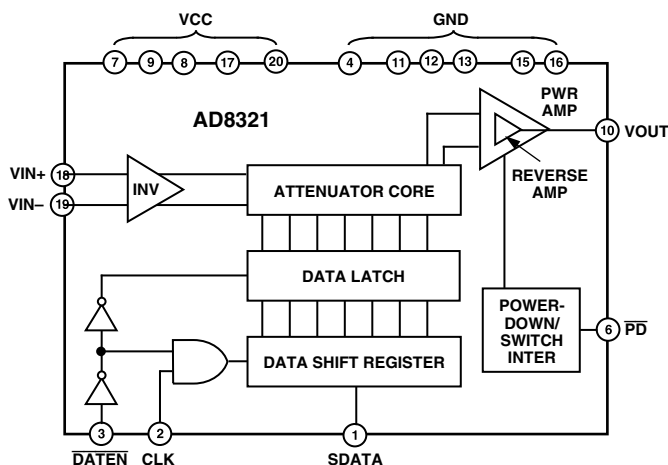 VCC GND
7 9 8 17 20 4 11 12 13 15 16
AD8321
PWR
AMP
10 VOUT
REVERSE
AMP
VIN+ 18
VIN– 19
INV
ATTENUATOR CORE
DATA LATCH
DATA SHIFT REGISTER
POWER-
DOWN/
SWITCH
INTER
6 PD
3 2 1
DATEN CLK SDATA